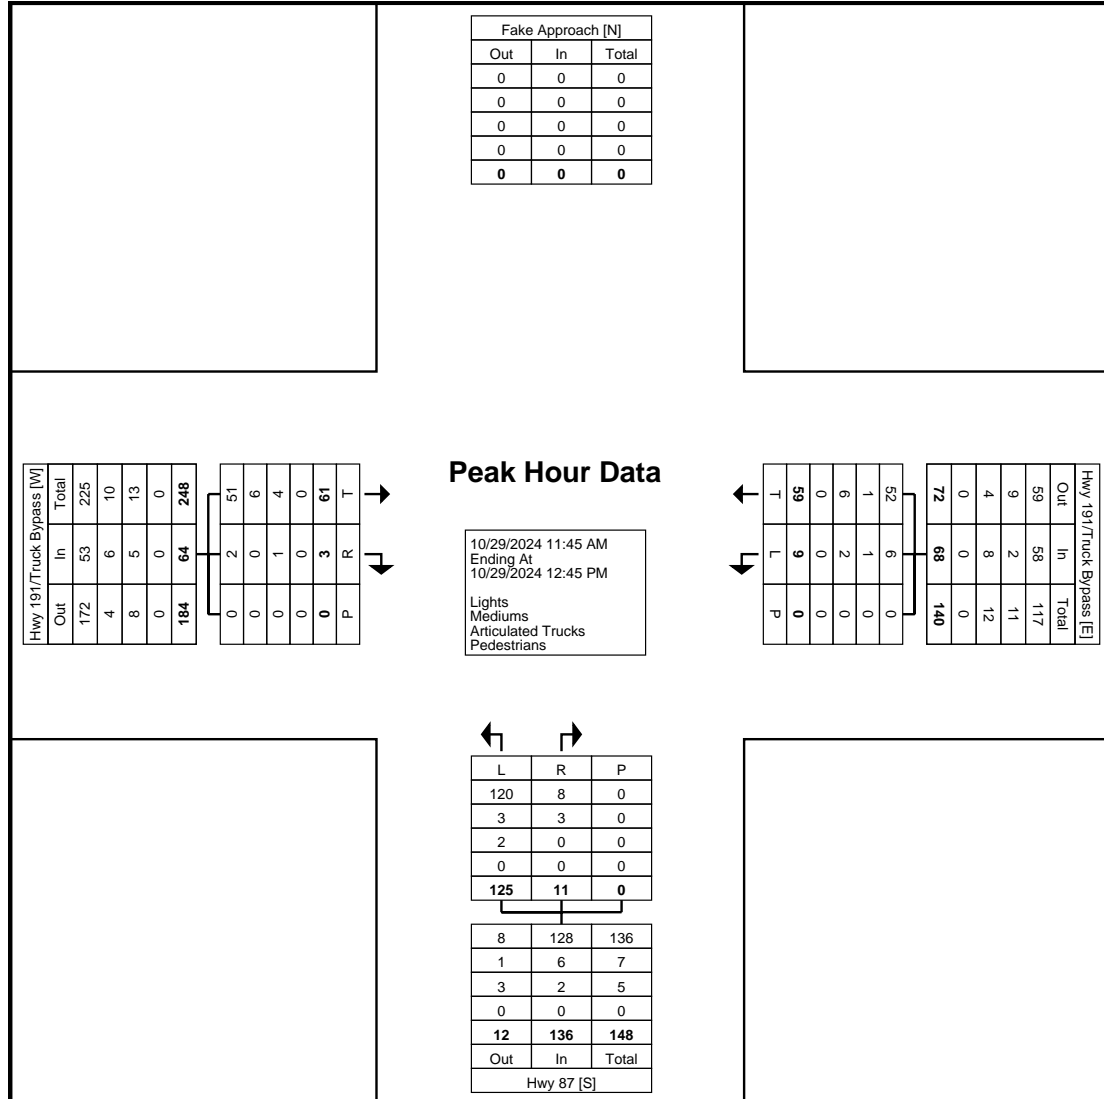 Fake Approach [N]
Out In Total
0 0 0
0 0 0
0 0 0
0 0 0
0 0 0
Peak Hour Data
10/29/2024 11:45 AM
Ending At
10/29/2024 12:45 PM
Lights
Mediums
Articulated Trucks
Pedestrians
Hwy 191/Truck Bypass [W]
Total 225 10 13 0 248
In 53 6 5 0 64
Out 172 4 8 0 184
51 6 4 0 61 T
2 0 1 0 3 R
0 0 0 0 0 P
Hwy 191/Truck Bypass [E]
Out In Total
59 58 117
9 2 11
4 8 12
0 0 0
72 68 140
52 6 0
1 1 0
6 2 0
0 0 0
59 9 0
T L P
L R P
120 8 0
3 3 0
2 0 0
0 0 0
125 11 0
8 128 136
1 6 7
3 2 5
0 0 0
12 136 148
Out In Total
Hwy 87 [S]